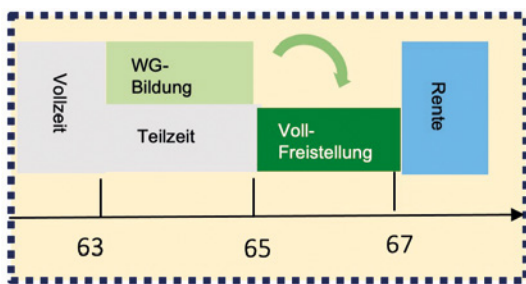 Vollzeit
WG-
Bildung
Teilzeit
Voll-
Freistellung
Rente
63
65
67